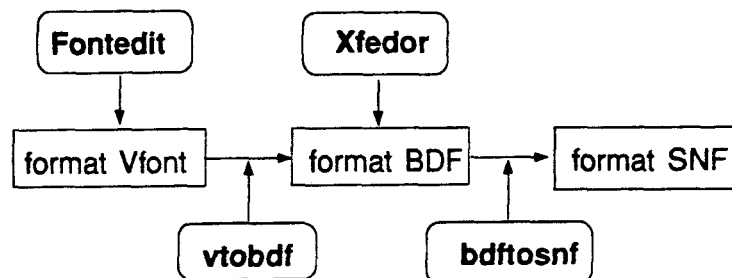 Fontedit
Xfedor
format Vfont
format BDF
format SNF
vtobdf
bdftosnf